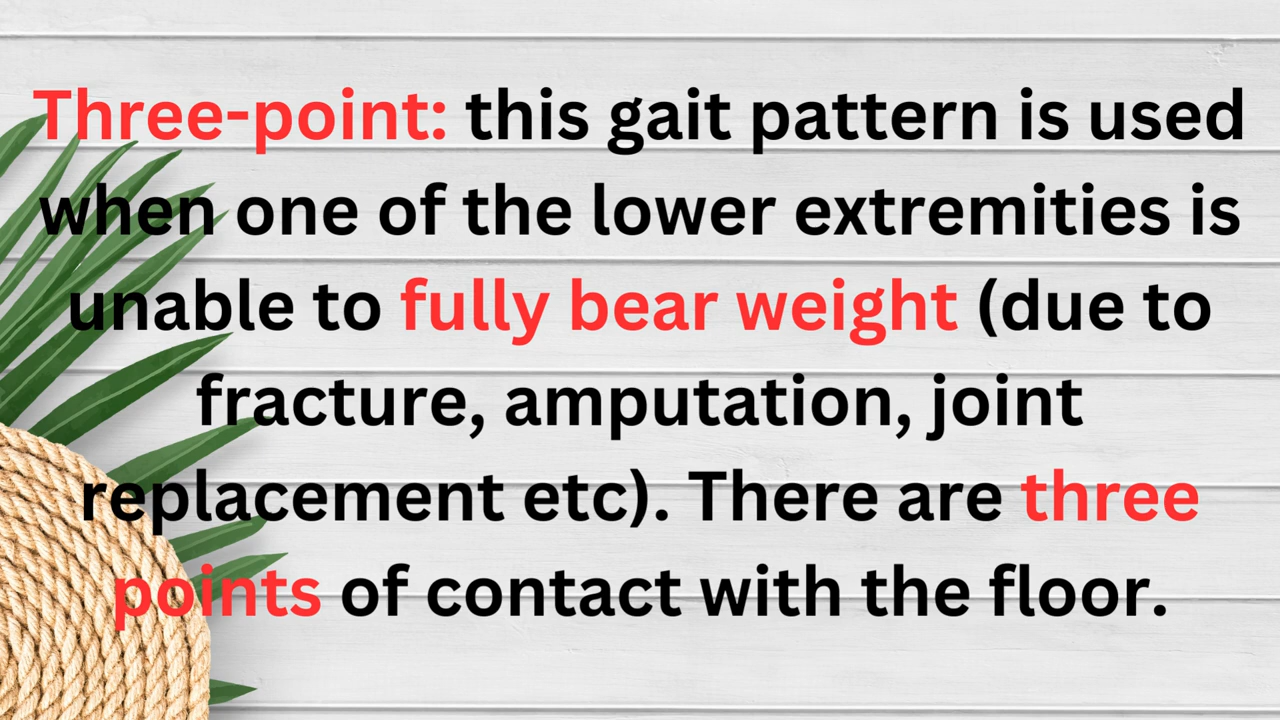 Three-point: this gait pattern is used
when one of the lower extremities is
unable to fully bear weight (due to
fracture, amputation, joint
replacement etc). There are three
points of contact with the floor.